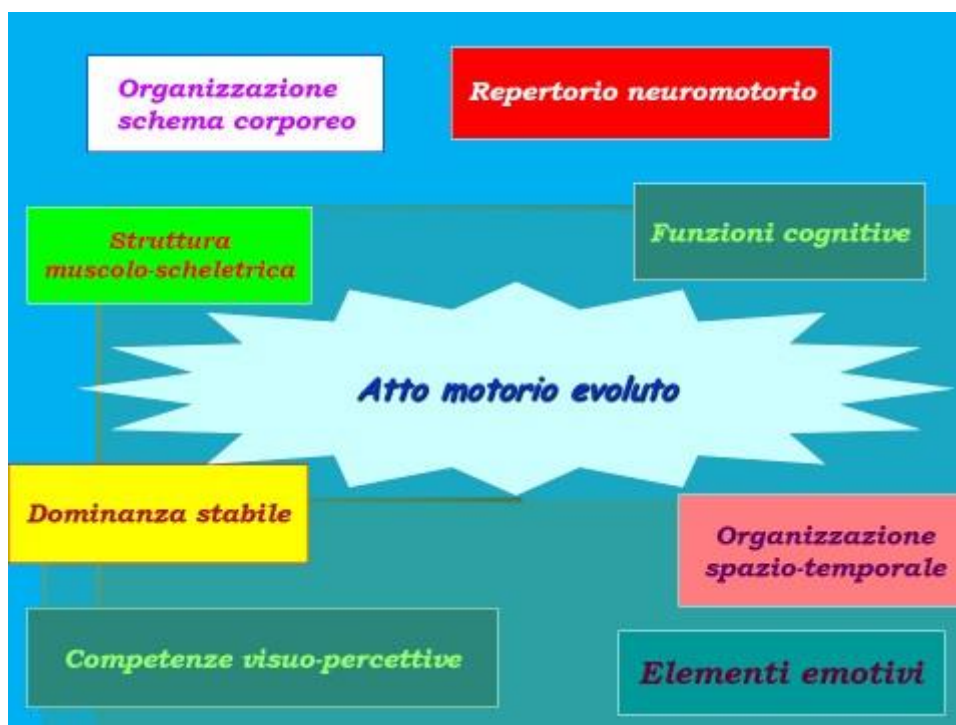 Organizzazione
schema corporeo
Repertorio neuromotorio
Struttura
muscolo-scheletrica
Funzioni cognitive
Atto motorio evoluto
Dominanza stabile
Organizzazione
spazio-temporale
Competenze visuo-percettive
Elementi emotivi